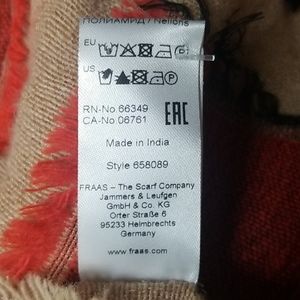 ПОЛИАМИД / Neilons
EU
US
RN-No. 66349
CA-No. 06761
EAC
Made in India
Style 658089
FRAAS – The Scarf Company
Jammers & Leufgen
GmbH & Co. KG
Orter Straße 6
95233 Helmbrechts
Germany
www.fraas.com